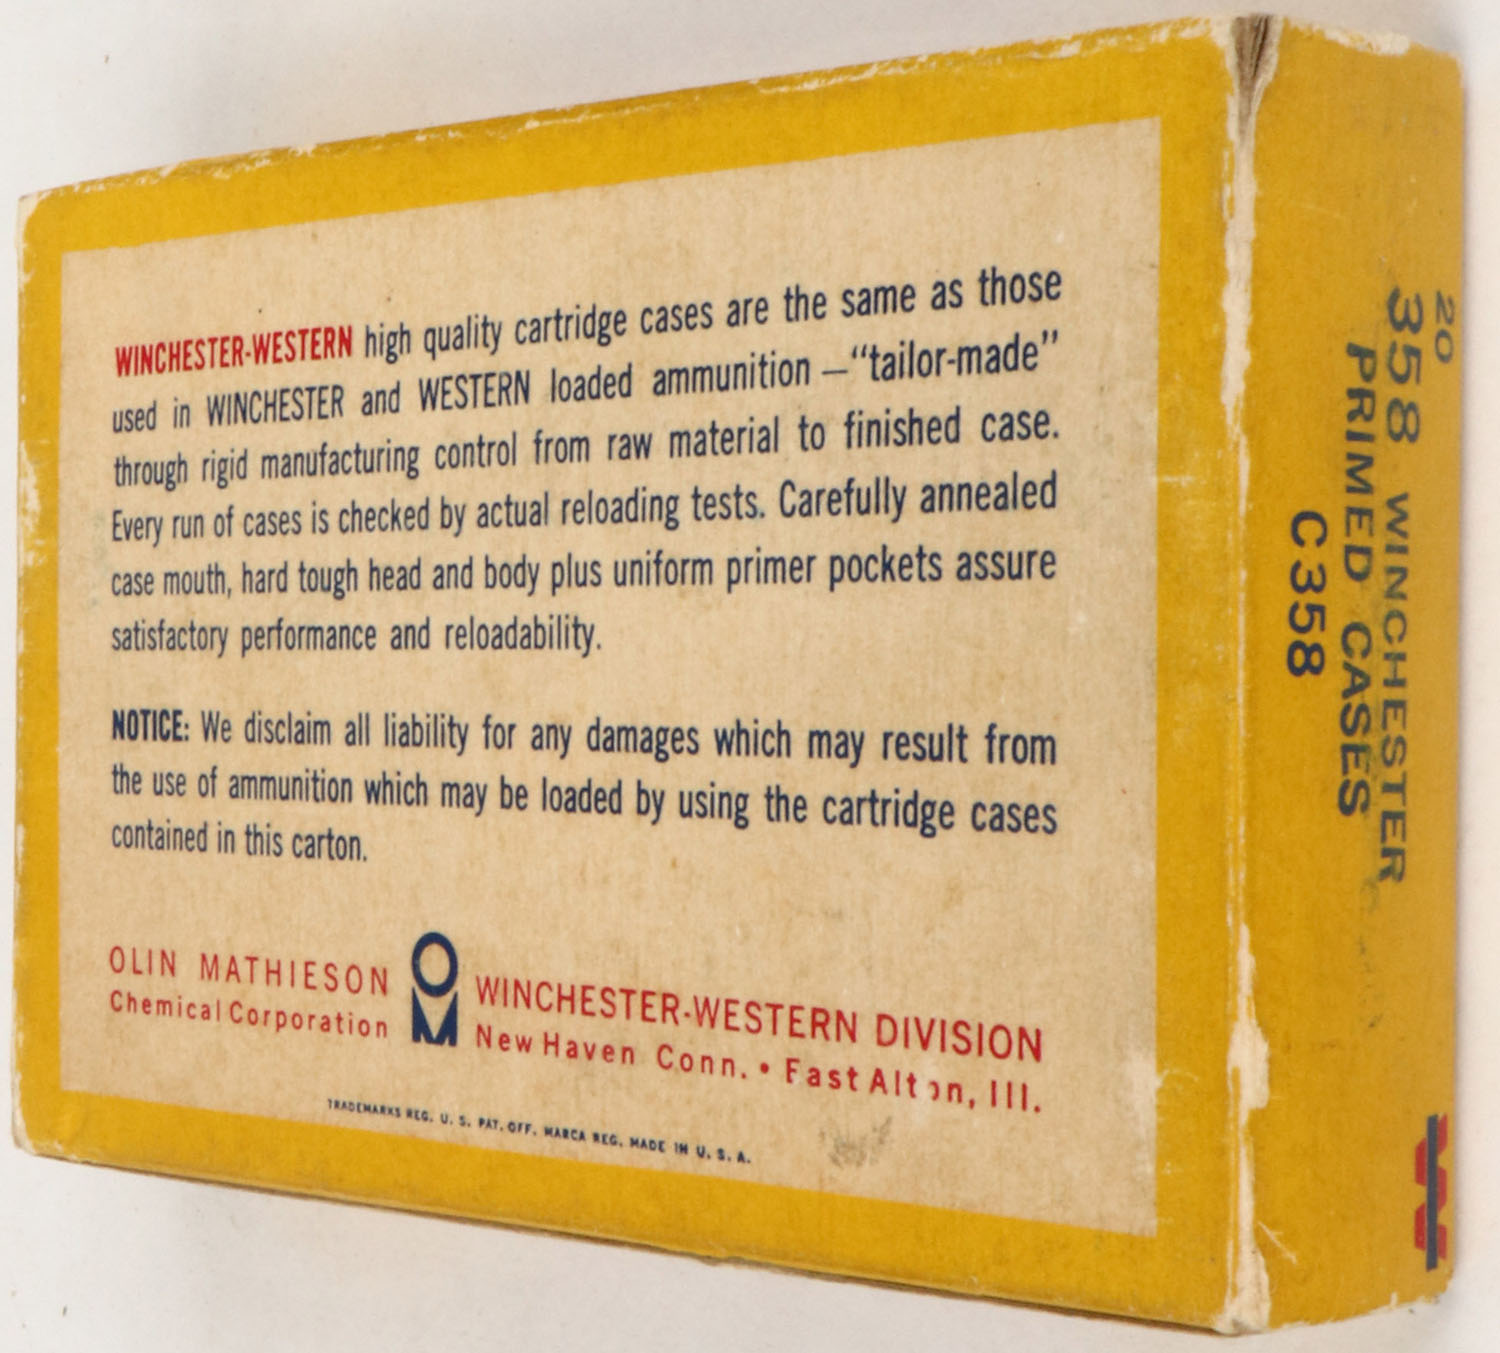 WINCHESTER-WESTERN high quality cartridge cases are the same as those
used in WINCHESTER and WESTERN loaded ammunition — “tailor-made”
through rigid manufacturing control from raw material to finished case.
Every run of cases is checked by actual reloading tests. Carefully annealed
case mouth, hard tough head and body plus uniform primer pockets assure
satisfactory performance and reloadability.
NOTICE: We disclaim all liability for any damages which may result from
the use of ammunition which may be loaded by using the cartridge cases
contained in this carton.
OLIN MATHIESON
Chemical Corporation
OM
WINCHESTER-WESTERN DIVISION
New Haven Conn. • East Alton, Ill.
TRADEMARKS REG. U. S. PAT. OFF. MARCA REG. MADE IN U. S. A.
20
358 WINCHESTER
PRIMED CASES
C358
W